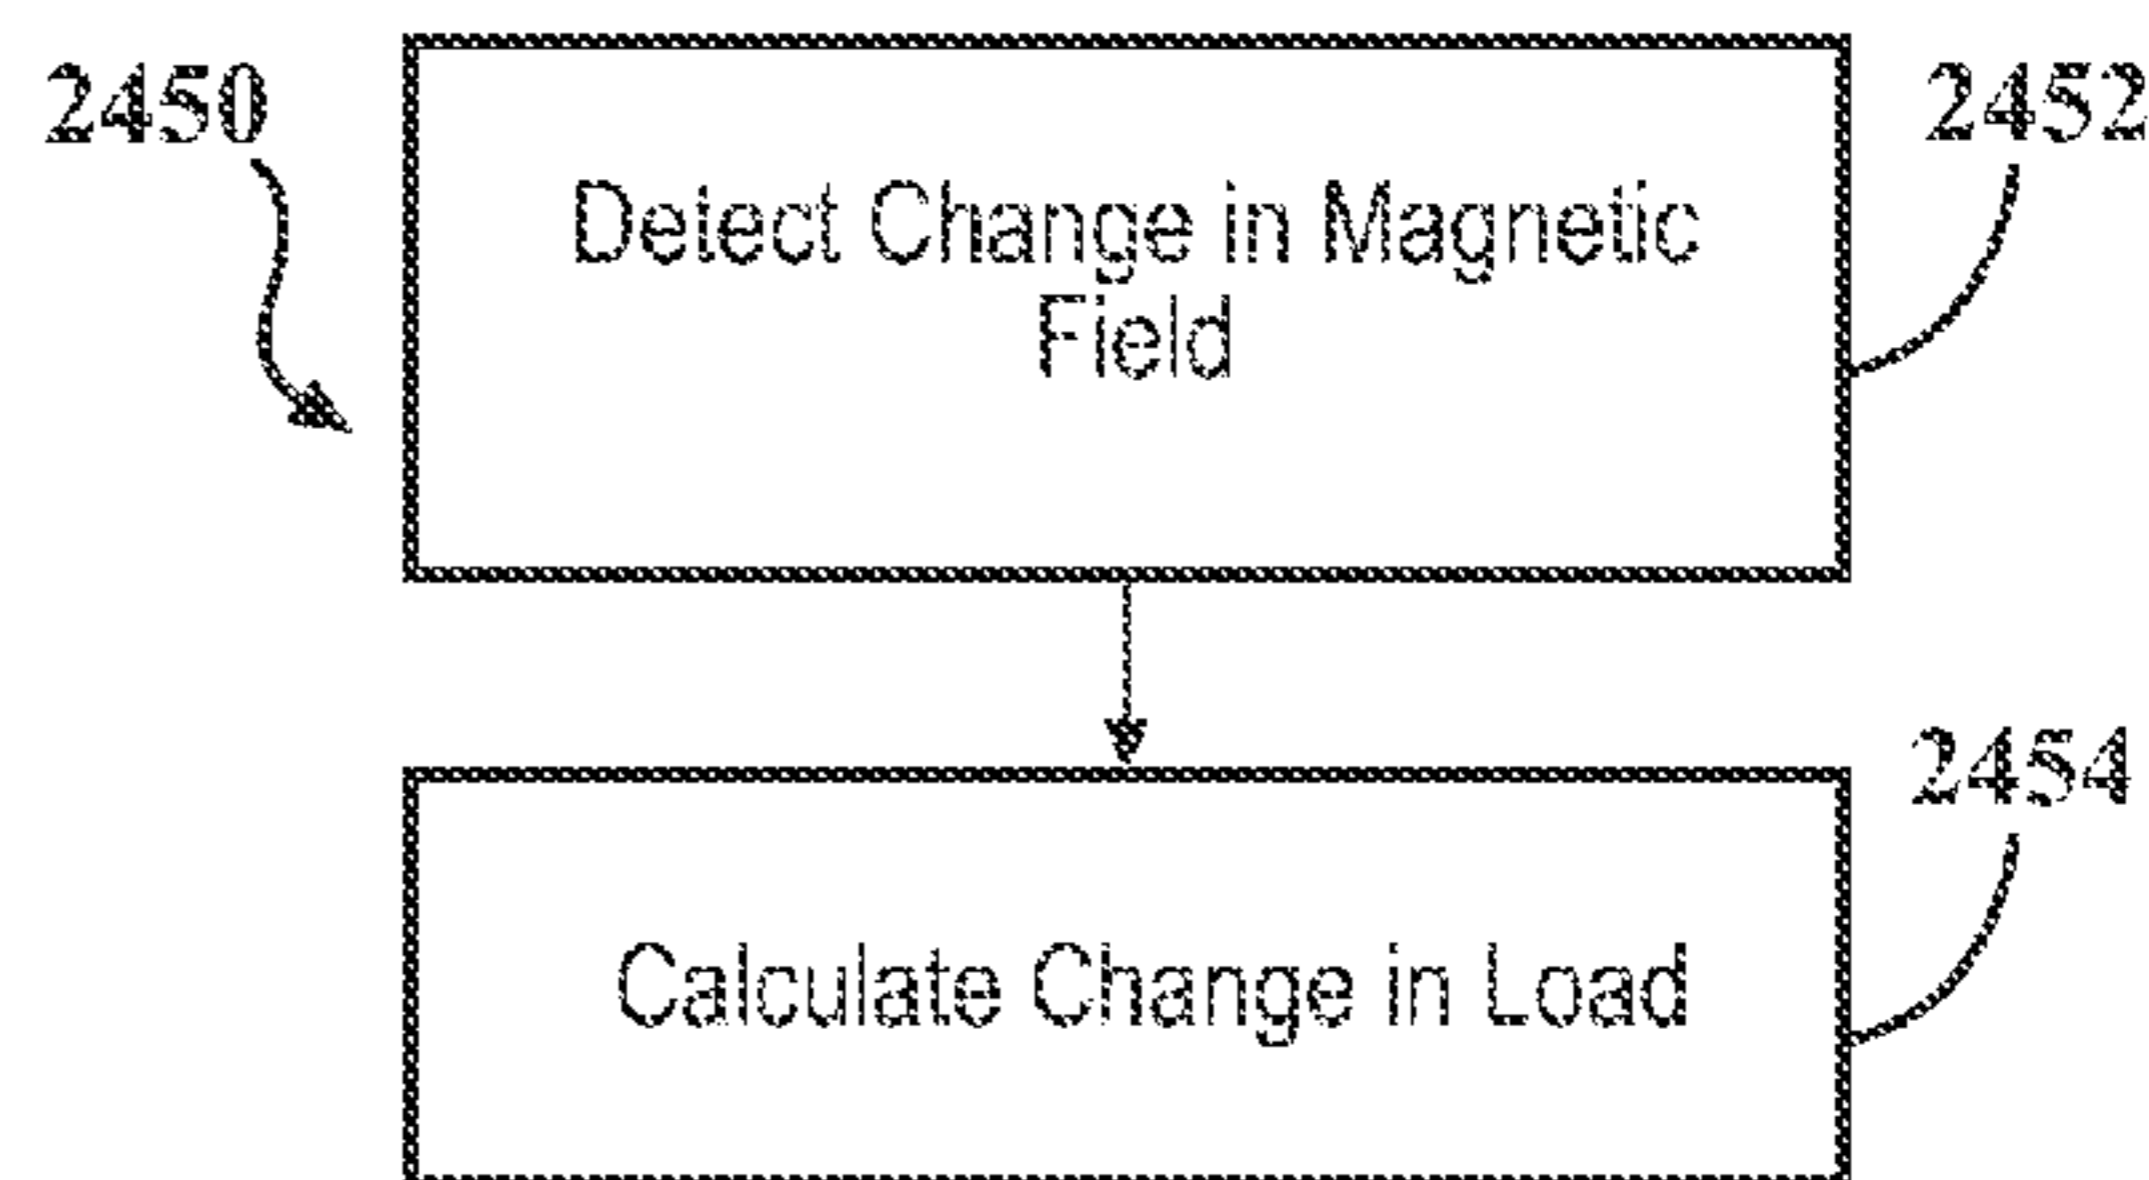 2450
2452
Detect Change in Magnetic
Field
2454
Calculate Change in Load